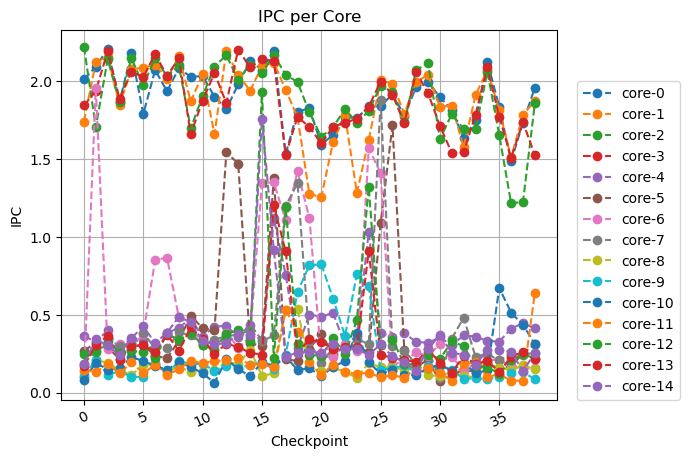 IPC per Core
IPC
2.0
1.5
1.0
0.5
0.0
0
5
10
15
20
25
30
35
Checkpoint
core-0
core-1
core-2
core-3
core-4
core-5
core-6
core-7
core-8
core-9
core-10
core-11
core-12
core-13
core-14